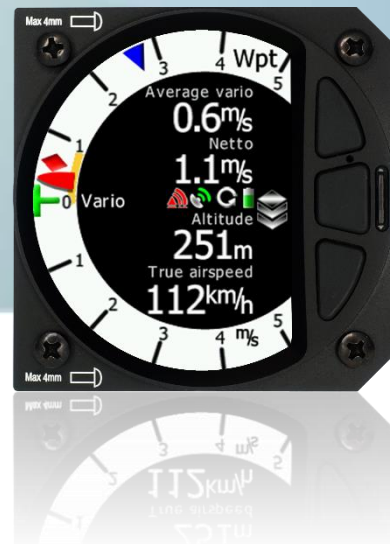 Max 4mm
3
4
Wpt
5
2
Average vario
0.6m/s
1
Netto
1.1m/s
0 Vario
Altitude
251m
1
True airspeed
112km/h
2
3
4
m/s
5
Max 4mm